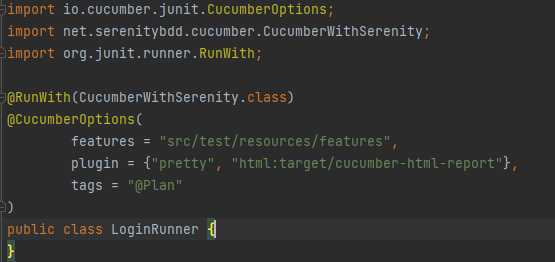 import io.cucumber.junit.CucumberOptions;
import net.serenitybdd.cucumber.CucumberWithSerenity;
import org.junit.runner.RunWith;
@RunWith(CucumberWithSerenity.class)
@CucumberOptions(
features = "src/test/resources/features",
plugin = {"pretty", "html:target/cucumber-html-report"},
tags = "@Plan"
)
public class LoginRunner {
}